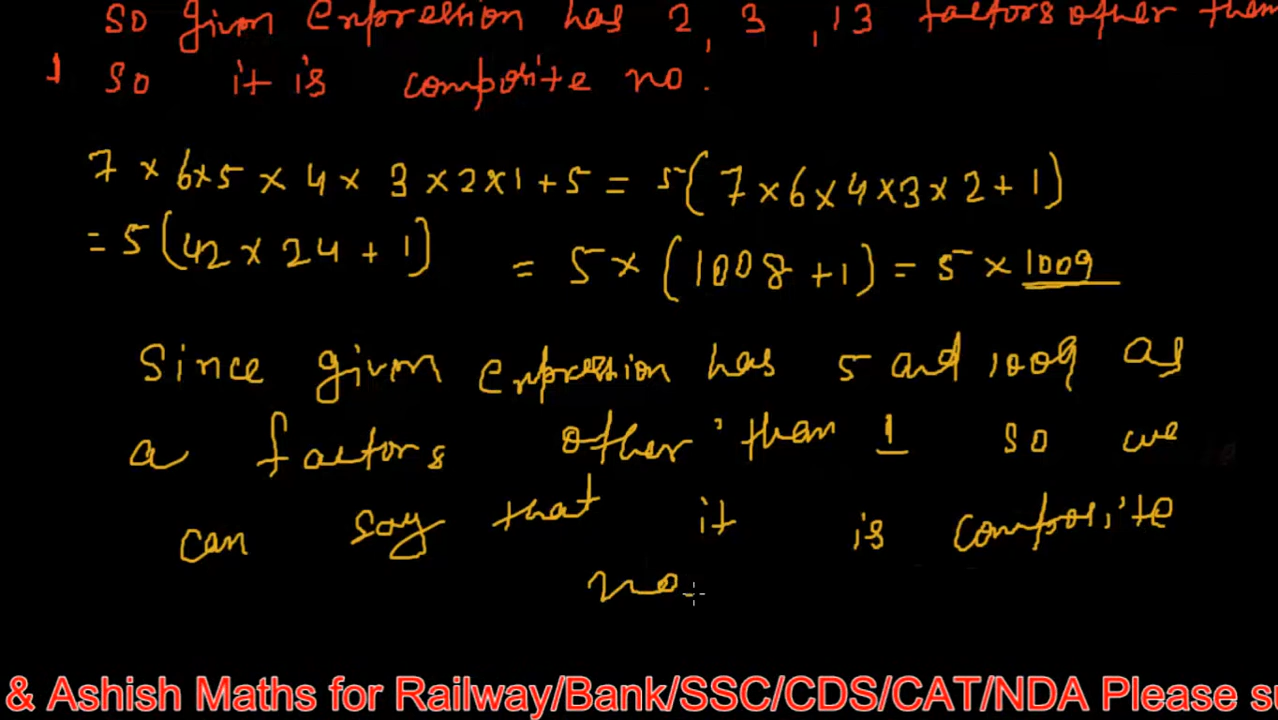 so given expression has 2, 3, 13 factors other than
1 so it is composite no.
7 × 6×5 × 4 × 3 ×2×1 +5 = 5(7 ×6×4×3×2+1)
= 5(42 × 24 + 1) = 5× (1008 +1) = 5 ×1009
Since given expression has 5 and 1009 as
a factors other than 1 so we
can say that it is composite
no.
& Ashish Maths for Railway/Bank/SSC/CDS/CAT/NDA Please su